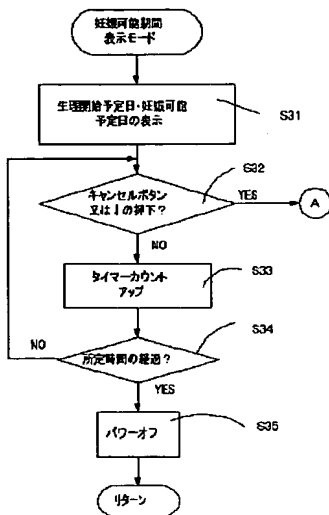 妊娠可能期間
表示モード
生理開始予定日・妊娠可能
予定日の表示
S31
S32
キャンセルボタン
又は↓の押下?
YES
A
NO
タイマーカウント
アップ
S33
S34
NO
所定時間の経過?
YES
S35
パワーオフ
リターン